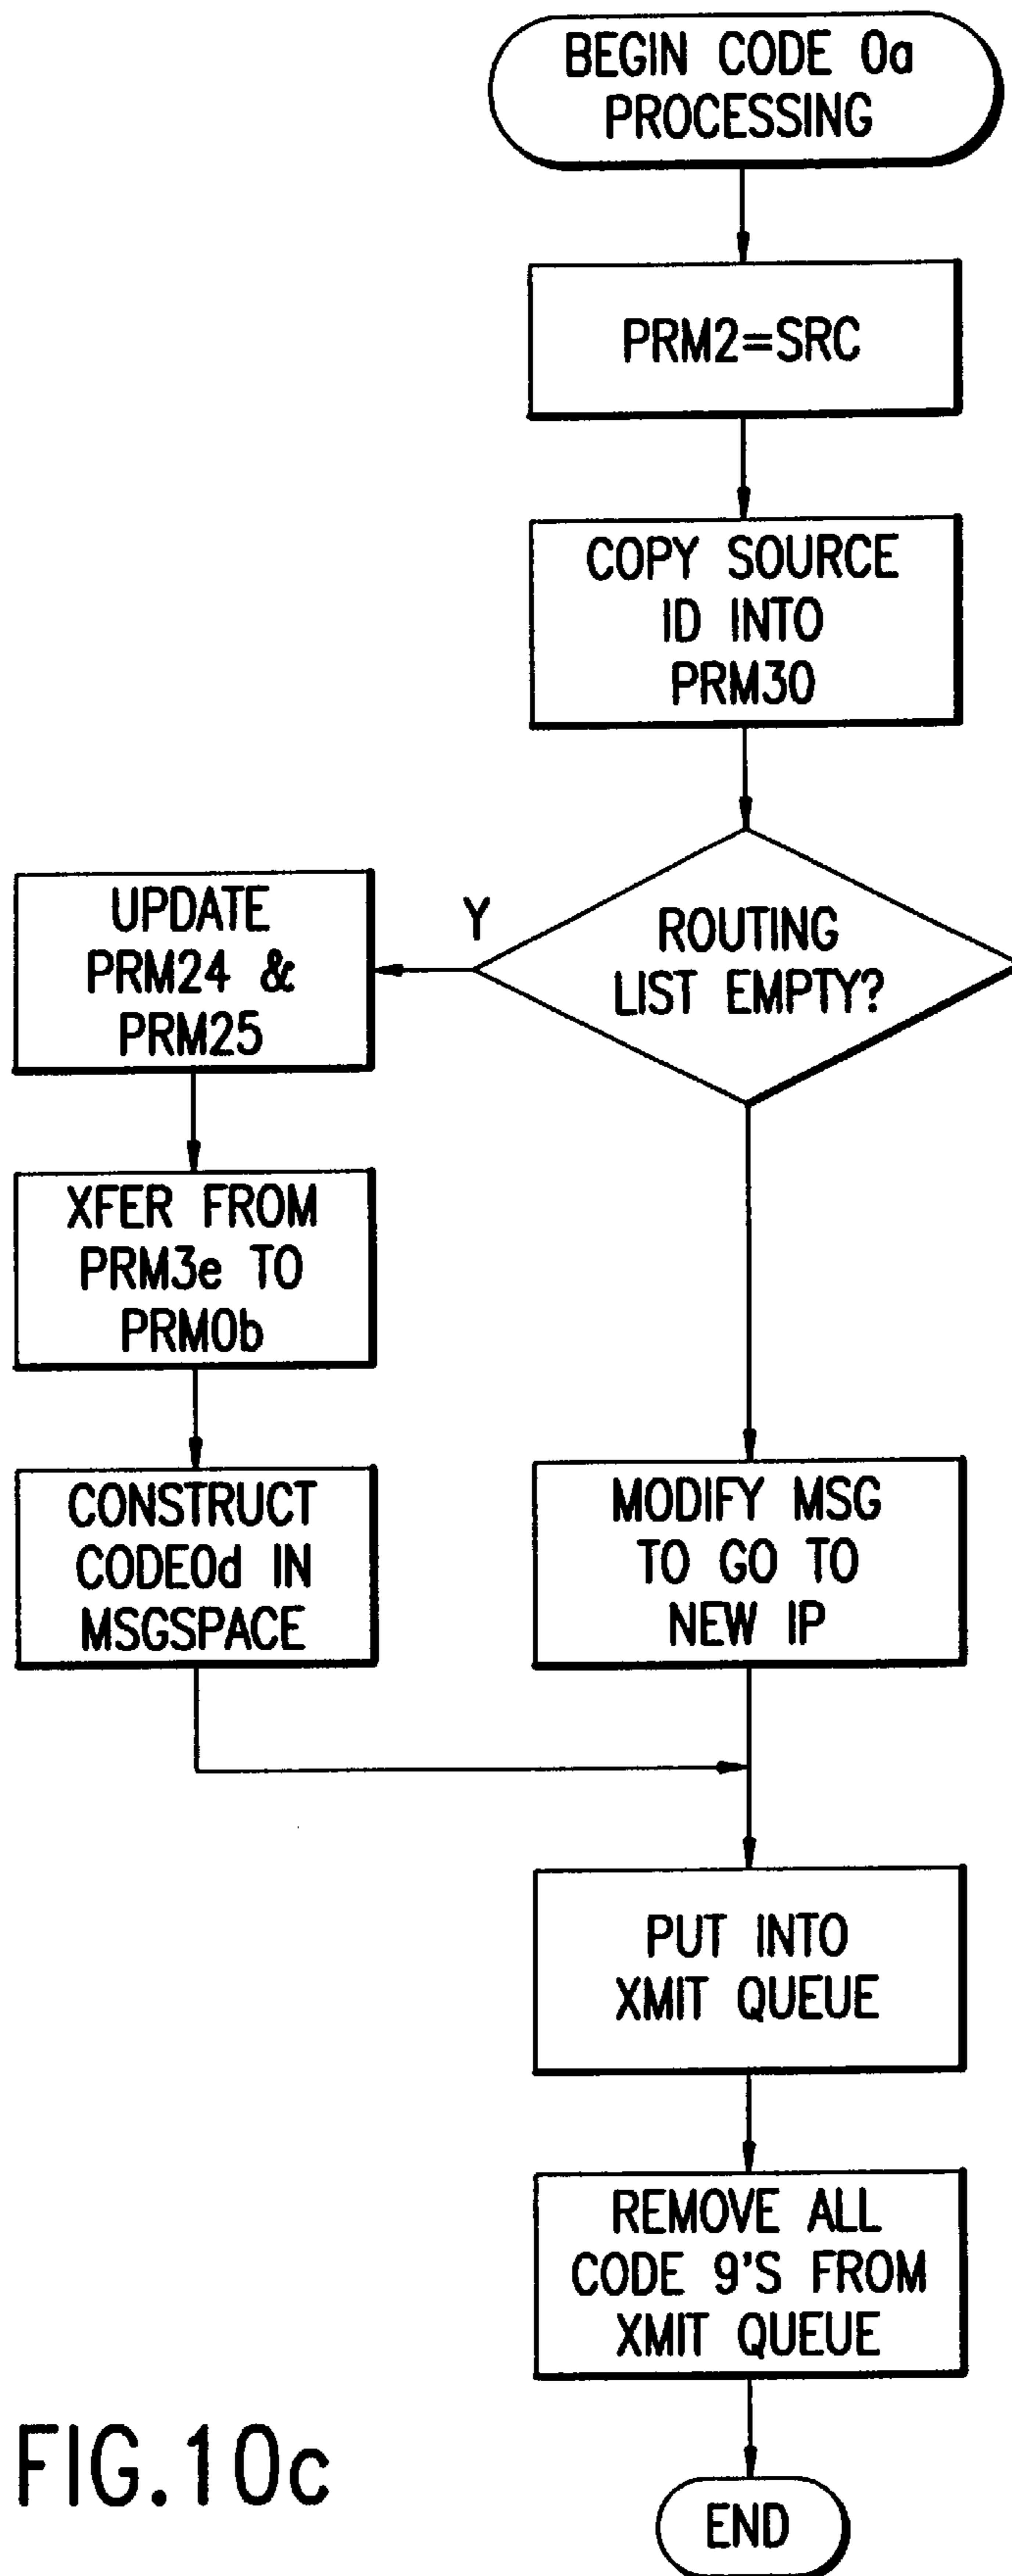 BEGIN CODE 0a
PROCESSING
PRM2=SRC
COPY SOURCE
ID INTO
PRM30
ROUTING
LIST EMPTY?
Y
UPDATE
PRM24 &
PRM25
XFER FROM
PRM3e TO
PRM0b
CONSTRUCT
CODE0d IN
MSGSPACE
MODIFY MSG
TO GO TO
NEW IP
PUT INTO
XMIT QUEUE
REMOVE ALL
CODE 9'S FROM
XMIT QUEUE
END
FIG.10c